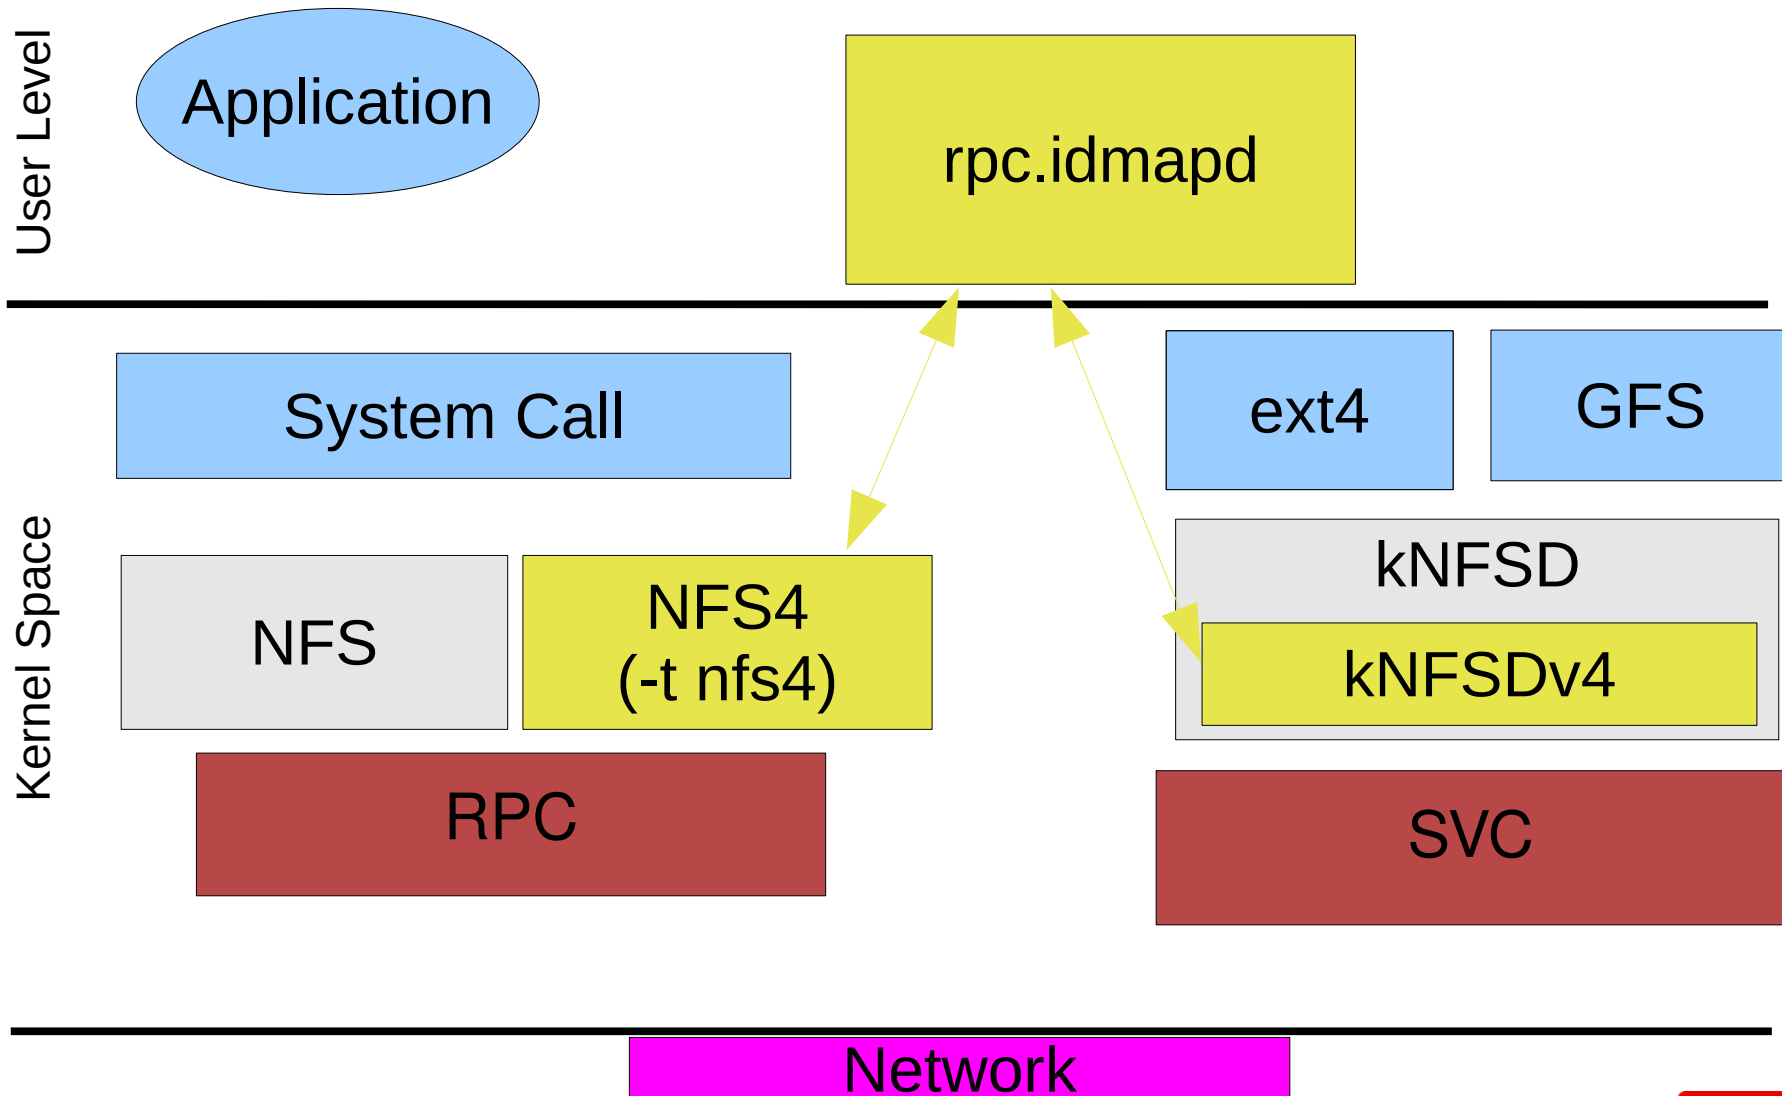 User Level
Application
rpc.idmapd
Kernel Space
System Call
ext4
GFS
NFS
NFS4
(-t nfs4)
kNFSD
kNFSDv4
RPC
SVC
Network